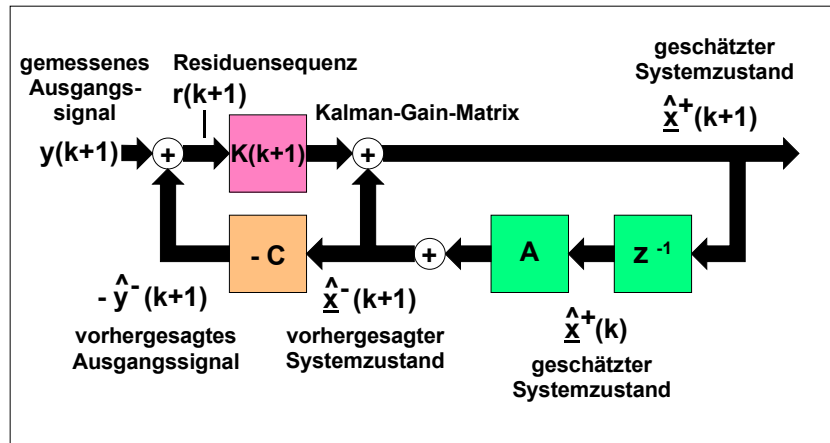 gemessenes
Ausgangs-
signal
y(k+1)
Residuensequenz
r(k+1)
+
K(k+1)
Kalman-Gain-Matrix
+
geschätzter
Systemzustand
x̲̂⁺(k+1)
- C
+
A
z⁻¹
- ŷ⁻(k+1)
vorhergesagtes
Ausgangssignal
x̲̂⁻(k+1)
vorhergesagter
Systemzustand
x̲̂⁺(k)
geschätzter
Systemzustand